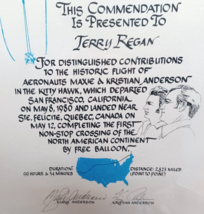 THIS COMMENDATION
IS PRESENTED TO
TERRY REGAN
FOR DISTINGUISHED CONTRIBUTIONS
TO THE HISTORIC FLIGHT OF
AERONAUTS MAXIE & KRISTIAN ANDERSON
IN THE KITTY HAWK, WHICH DEPARTED
SAN FRANCISCO, CALIFORNIA,
ON MAY 8, 1980 AND LANDED NEAR
STE. FELICITE, QUEBEC, CANADA ON
MAY 12, COMPLETING THE FIRST
NON-STOP CROSSING OF THE
NORTH AMERICAN CONTINENT
BY FREE BALLOON.
DURATION:
DISTANCE:
MAXIE ANDERSON
KRISTIAN ANDERSON